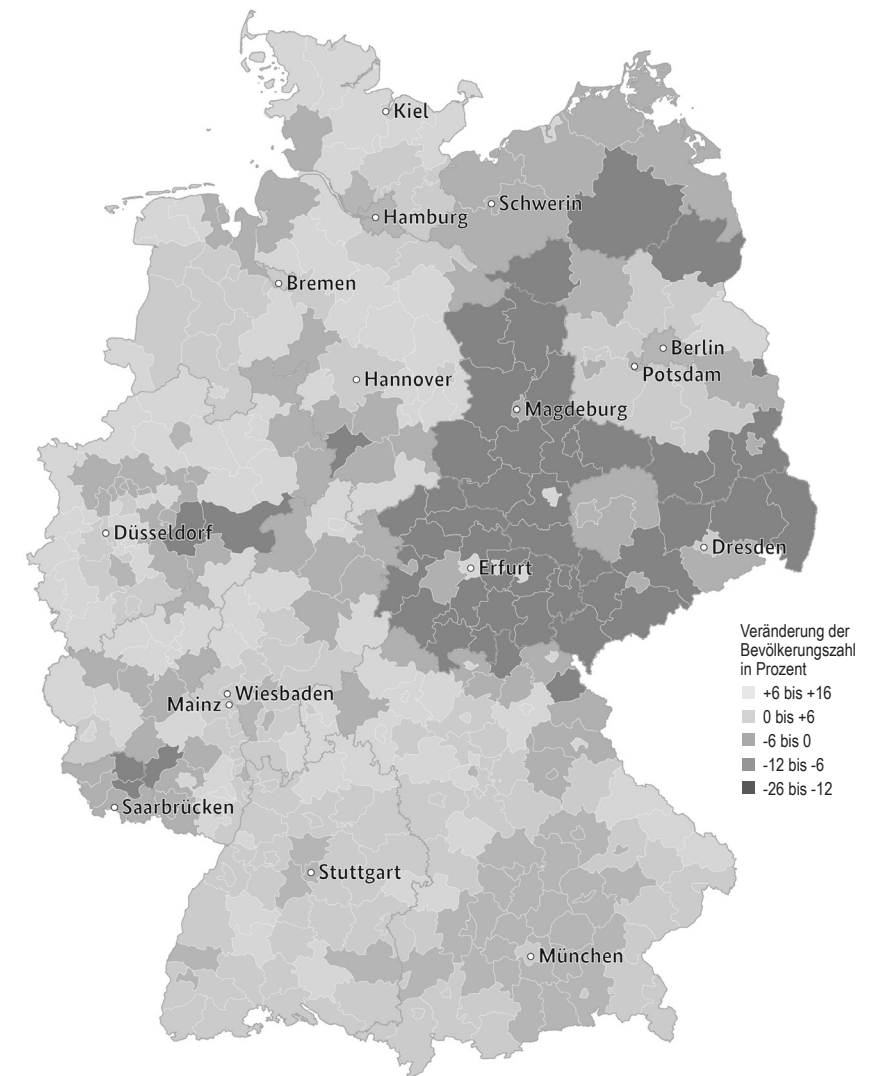 Kiel
Schwerin
Hamburg
Bremen
Berlin
Potsdam
Hannover
Magdeburg
Düsseldorf
Dresden
Erfurt
Veränderung der
Bevölkerungszahl
in Prozent
+6 bis +16
0 bis +6
-6 bis 0
-12 bis -6
-26 bis -12
Wiesbaden
Mainz
Saarbrücken
Stuttgart
München